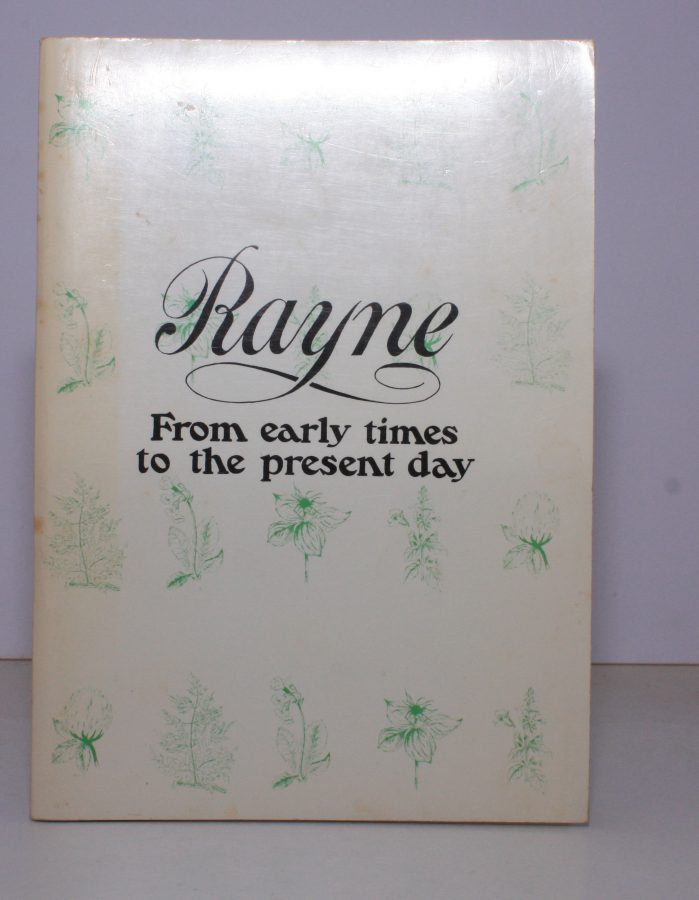 Rayne
From early times
to the present day